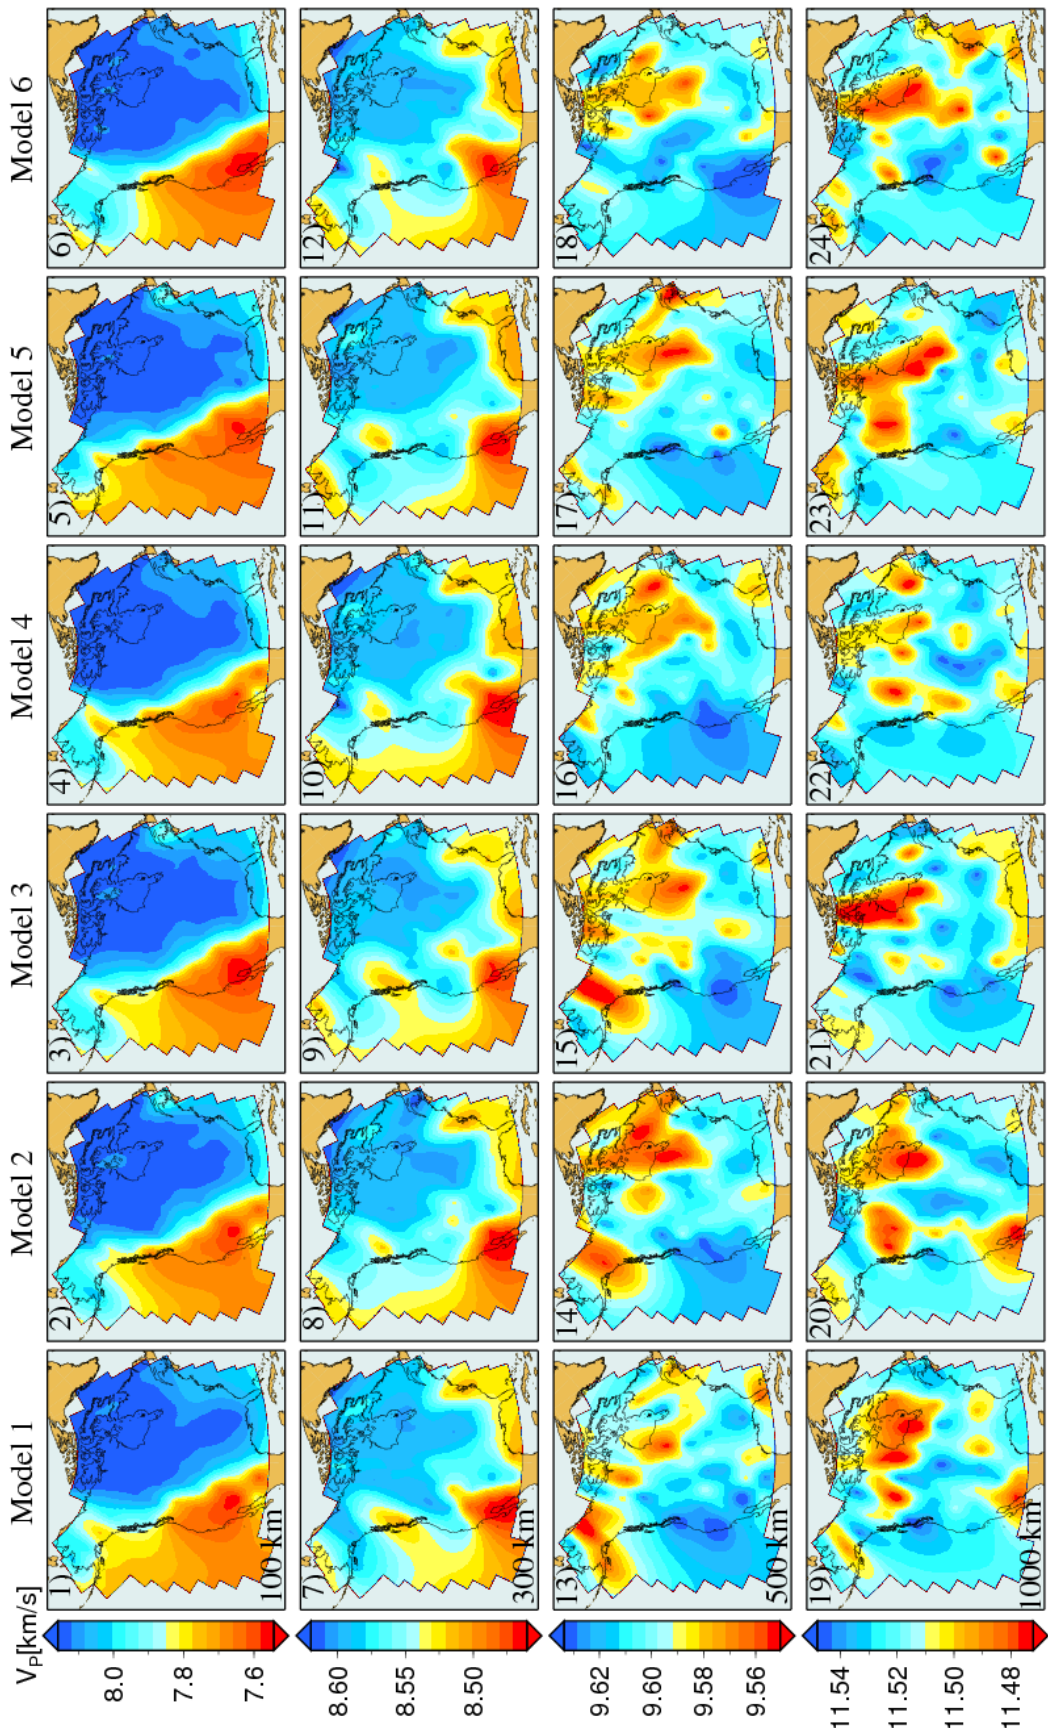 Model 1 Model 2 Model 3 Model 4 Model 5 Model 6
Vₚ[km/s]
8.0
7.8
7.6
1) 2) 3) 4) 5) 6)
100 km
8.60
8.55
8.50
7) 8) 9) 10) 11) 12)
300 km
9.62
9.60
9.58
9.56
13) 14) 15) 16) 17) 18)
500 km
11.54
11.52
11.50
11.48
19) 20) 21) 22) 23) 24)
1000 km